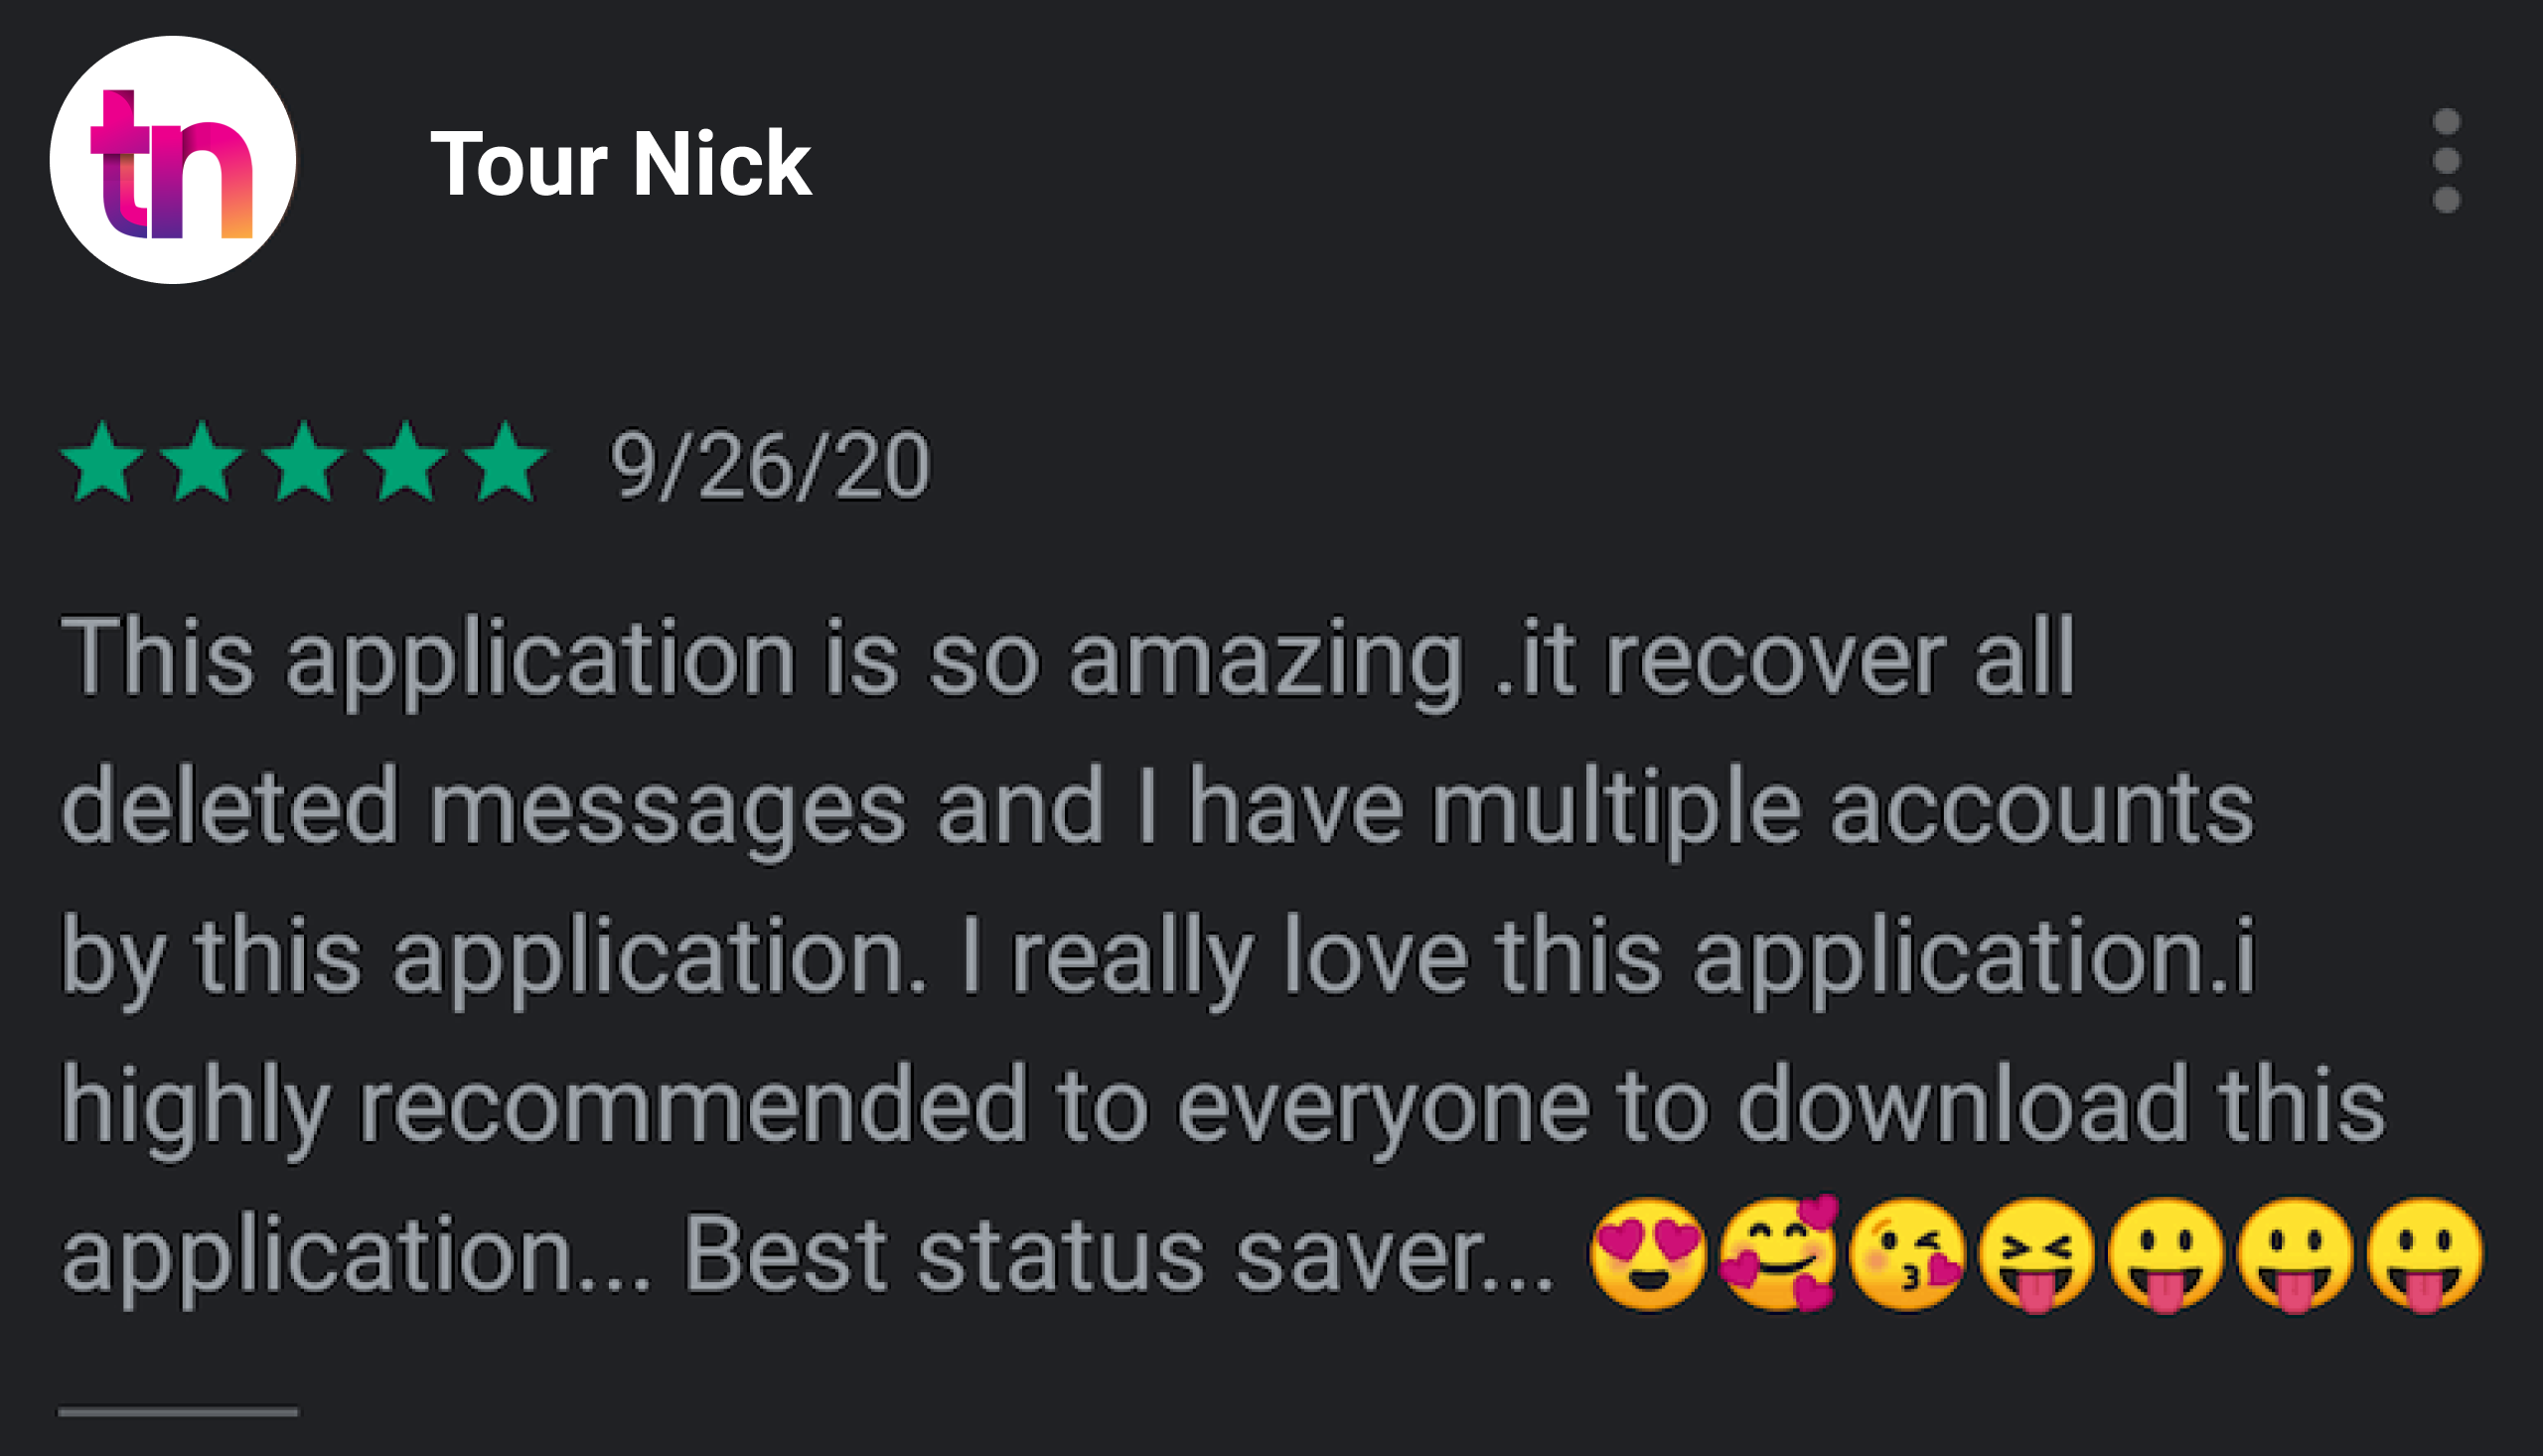 tn
Tour Nick
★★★★★ 9/26/20
This application is so amazing .it recover all
deleted messages and I have multiple accounts
by this application. I really love this application.i
highly recommended to everyone to download this
application... Best status saver... 😍🥰😘😝😛😛😛